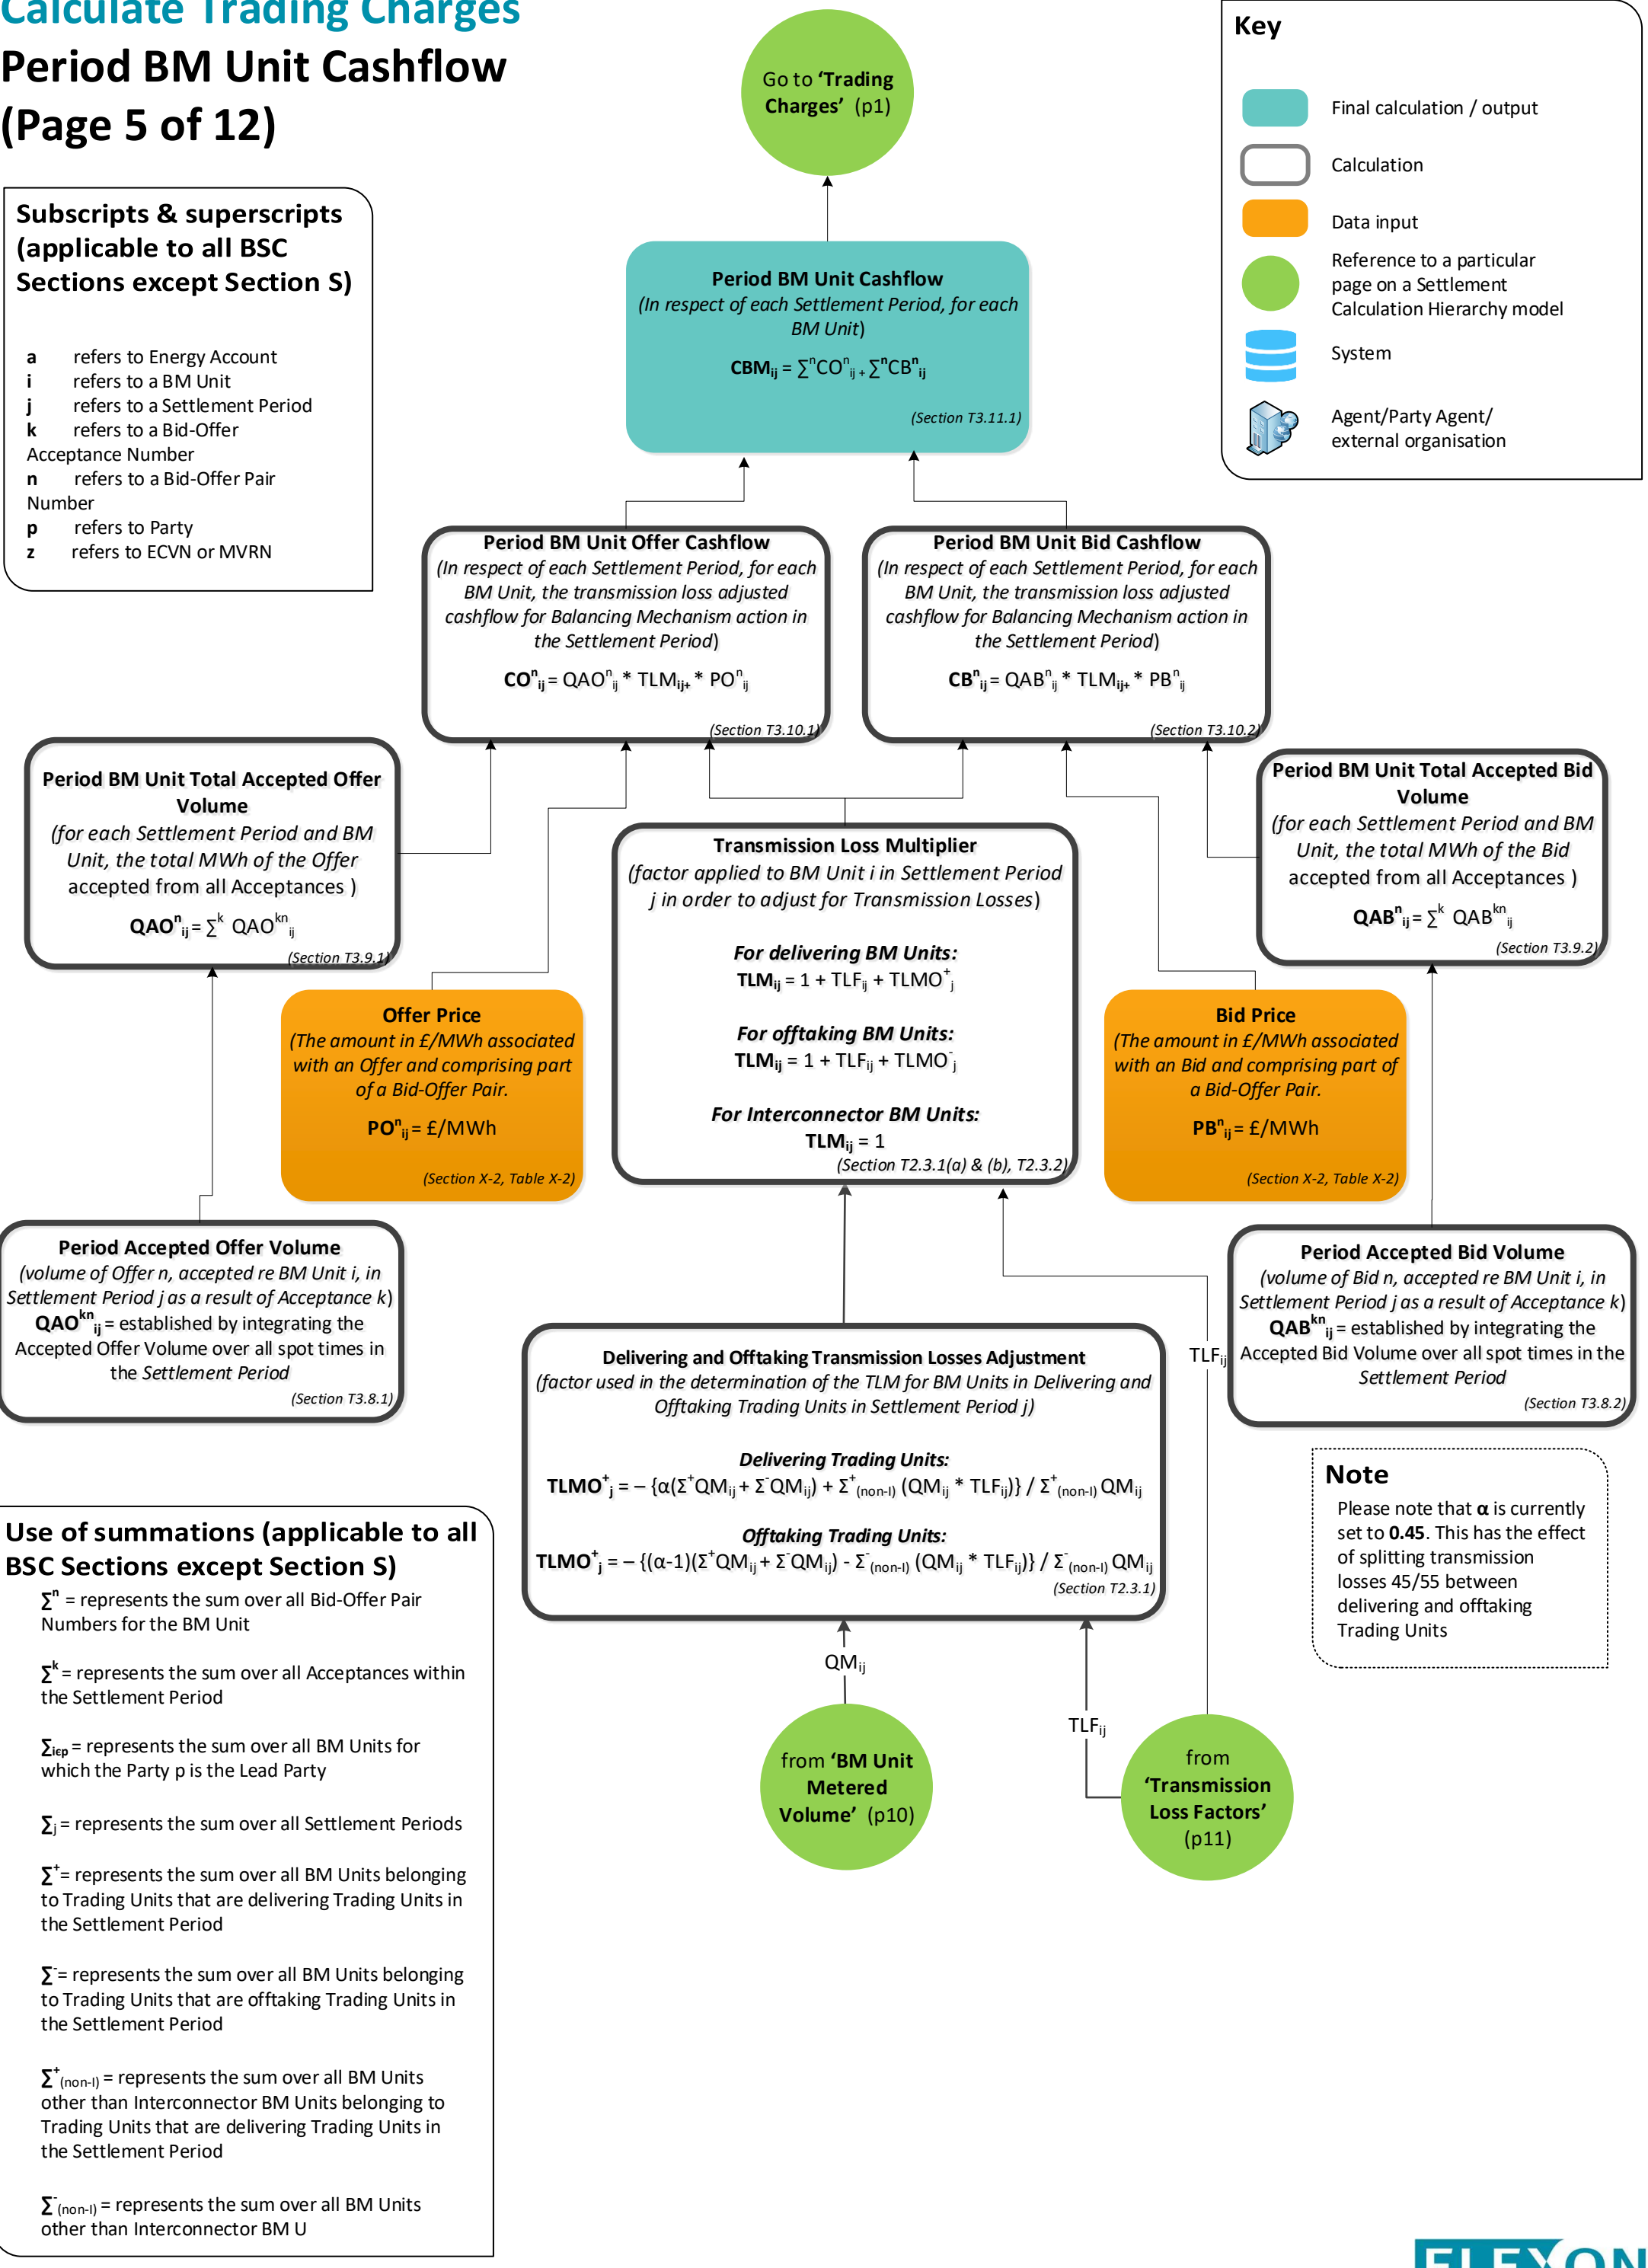 Calculate Trading Charges
Period BM Unit Cashflow
(Page 5 of 12)
Subscripts & superscripts
(applicable to all BSC
Sections except Section S)
a refers to Energy Account
i refers to a BM Unit
j refers to a Settlement Period
k refers to a Bid-Offer
Acceptance Number
n refers to a Bid-Offer Pair
Number
p refers to Party
z refers to ECVN or MVRN
Go to ‘Trading
Charges’ (p1)
Key
Final calculation / output
Calculation
Data input
Reference to a particular
page on a Settlement
Calculation Hierarchy model
System
Agent/Party Agent/
external organisation
Period BM Unit Cashflow
(In respect of each Settlement Period, for each
BM Unit)
CBMij = ∑ⁿCOⁿij + ∑ⁿCBⁿij
(Section T3.11.1)
Period BM Unit Offer Cashflow
(In respect of each Settlement Period, for each
BM Unit, the transmission loss adjusted
cashflow for Balancing Mechanism action in
the Settlement Period)
COⁿij = QAOⁿij * TLMij+ * POⁿij
(Section T3.10.1)
Period BM Unit Bid Cashflow
(In respect of each Settlement Period, for each
BM Unit, the transmission loss adjusted
cashflow for Balancing Mechanism action in
the Settlement Period)
CBⁿij = QABⁿij * TLMij+ * PBⁿij
(Section T3.10.2)
Period BM Unit Total Accepted Offer
Volume
(for each Settlement Period and BM
Unit, the total MWh of the Offer
accepted from all Acceptances )
QAOⁿij = ∑ᵏ QAOᵏⁿij
(Section T3.9.1)
Transmission Loss Multiplier
(factor applied to BM Unit i in Settlement Period
j in order to adjust for Transmission Losses)
For delivering BM Units:
TLMij = 1 + TLFij + TLMO⁺j
For offtaking BM Units:
TLMij = 1 + TLFij + TLMO⁻j
For Interconnector BM Units:
TLMij = 1
(Section T2.3.1(a) & (b), T2.3.2)
Period BM Unit Total Accepted Bid
Volume
(for each Settlement Period and BM
Unit, the total MWh of the Bid
accepted from all Acceptances )
QABⁿij = ∑ᵏ QABᵏⁿij
(Section T3.9.2)
Offer Price
(The amount in £/MWh associated
with an Offer and comprising part
of a Bid-Offer Pair.
POⁿij = £/MWh
(Section X-2, Table X-2)
Bid Price
(The amount in £/MWh associated
with an Bid and comprising part of
a Bid-Offer Pair.
PBⁿij = £/MWh
(Section X-2, Table X-2)
Period Accepted Offer Volume
(volume of Offer n, accepted re BM Unit i, in
Settlement Period j as a result of Acceptance k)
QAOᵏⁿij = established by integrating the
Accepted Offer Volume over all spot times in
the Settlement Period
(Section T3.8.1)
Period Accepted Bid Volume
(volume of Bid n, accepted re BM Unit i, in
Settlement Period j as a result of Acceptance k)
QABᵏⁿij = established by integrating the
Accepted Bid Volume over all spot times in the
Settlement Period
(Section T3.8.2)
TLFij
Delivering and Offtaking Transmission Losses Adjustment
(factor used in the determination of the TLM for BM Units in Delivering and
Offtaking Trading Units in Settlement Period j)
Delivering Trading Units:
TLMO⁺j = – {α(Σ⁺QMij + Σ⁻QMij) + Σ⁺(non-I) (QMij * TLFij)} / Σ⁺(non-I) QMij
Offtaking Trading Units:
TLMO⁺j = – {(α-1)(Σ⁺QMij + Σ⁻QMij) - Σ⁻(non-I) (QMij * TLFij)} / Σ⁻(non-I) QMij
(Section T2.3.1)
Note
Please note that α is currently
set to 0.45. This has the effect
of splitting transmission
losses 45/55 between
delivering and offtaking
Trading Units
QMij
TLFij
from ‘BM Unit
Metered
Volume’ (p10)
from
‘Transmission
Loss Factors’
(p11)
Use of summations (applicable to all
BSC Sections except Section S)
∑ⁿ = represents the sum over all Bid-Offer Pair
Numbers for the BM Unit
∑ᵏ = represents the sum over all Acceptances within
the Settlement Period
∑iєp = represents the sum over all BM Units for
which the Party p is the Lead Party
∑j = represents the sum over all Settlement Periods
∑⁺= represents the sum over all BM Units belonging
to Trading Units that are delivering Trading Units in
the Settlement Period
∑⁻= represents the sum over all BM Units belonging
to Trading Units that are offtaking Trading Units in
the Settlement Period
∑⁺(non-I) = represents the sum over all BM Units
other than Interconnector BM Units belonging to
Trading Units that are delivering Trading Units in
the Settlement Period
∑⁻(non-I) = represents the sum over all BM Units
other than Interconnector BM U
ELEXON